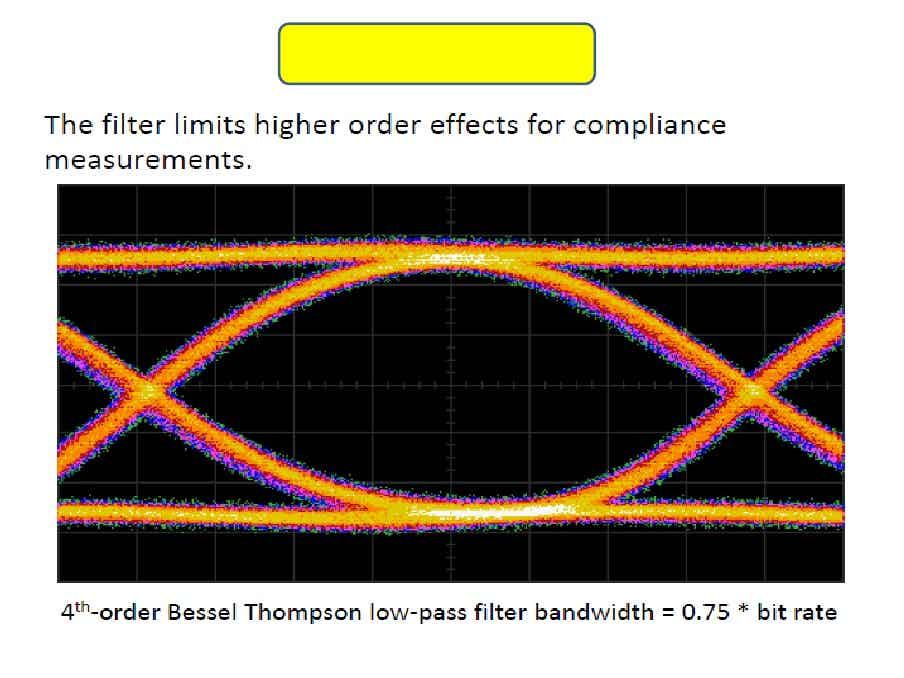 The filter limits higher order effects for compliance
measurements.
4th-order Bessel Thompson low-pass filter bandwidth = 0.75 * bit rate